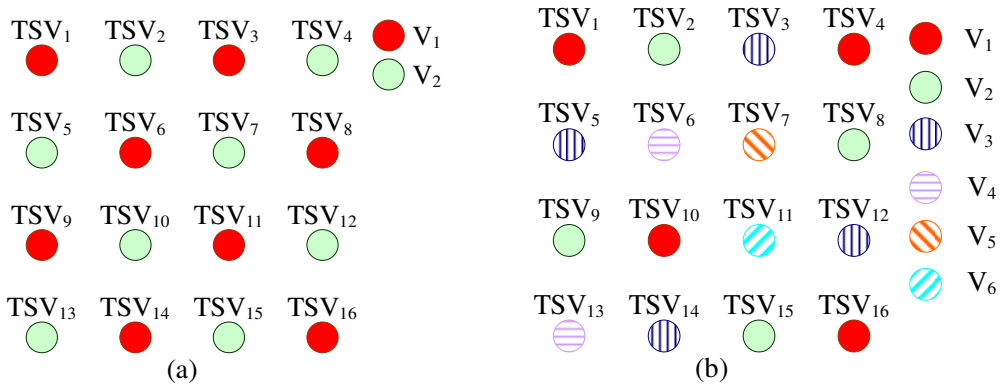 TSV₁ TSV₂ TSV₃ TSV₄ V₁
V₂
TSV₅ TSV₆ TSV₇ TSV₈
TSV₉ TSV₁₀ TSV₁₁ TSV₁₂
TSV₁₃ TSV₁₄ TSV₁₅ TSV₁₆
(a)
TSV₁ TSV₂ TSV₃ TSV₄ V₁
V₂
TSV₅ TSV₆ TSV₇ TSV₈ V₃
V₄
TSV₉ TSV₁₀ TSV₁₁ TSV₁₂ V₅
V₆
TSV₁₃ TSV₁₄ TSV₁₅ TSV₁₆
(b)